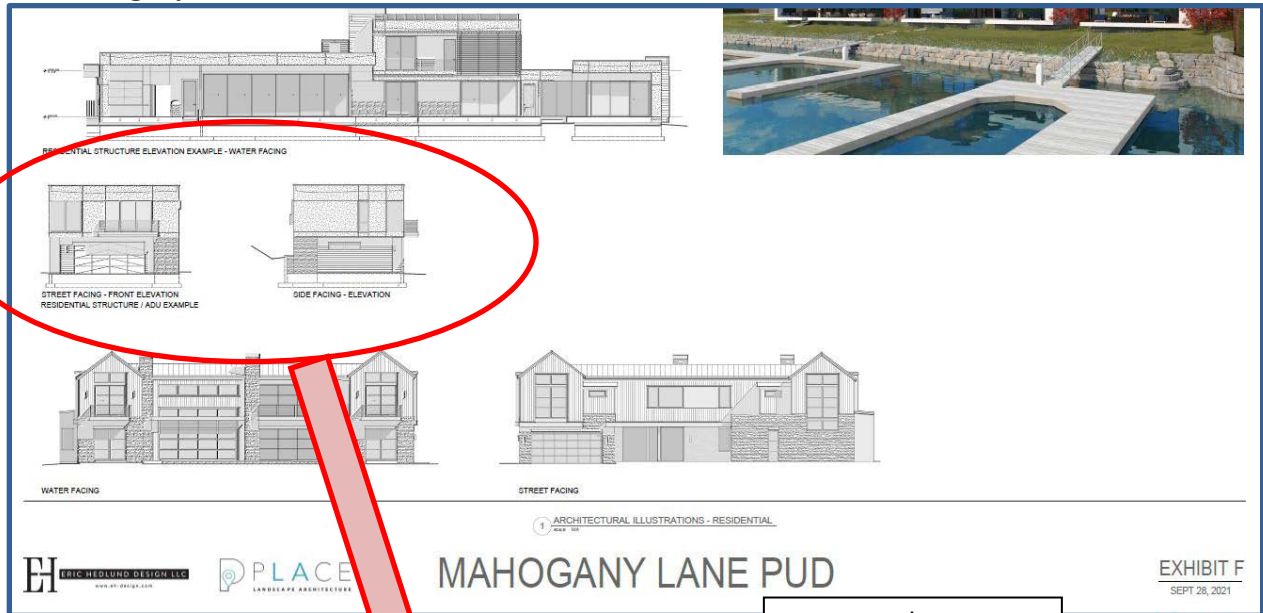 RESIDENTIAL STRUCTURE ELEVATION EXAMPLE - WATER FACING
STREET FACING - FRONT ELEVATION
RESIDENTIAL STRUCTURE / ADU EXAMPLE
SIDE FACING - ELEVATION
WATER FACING
STREET FACING
1 ARCHITECTURAL ILLUSTRATIONS - RESIDENTIAL
EH ERIC HEDLUND DESIGN LLC
www.eh-design.com
PLACE
LANDSCAPE ARCHITECTURE
MAHOGANY LANE PUD
EXHIBIT F
SEPT 28, 2021